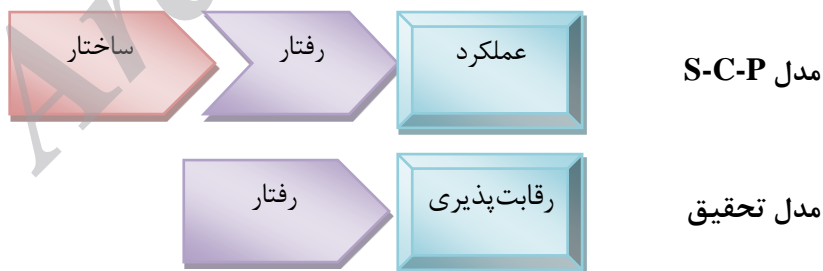 مدل S-C-P
عملکرد
رفتار
ساختار
مدل تحقیق
رقابت‌پذیری
رفتار